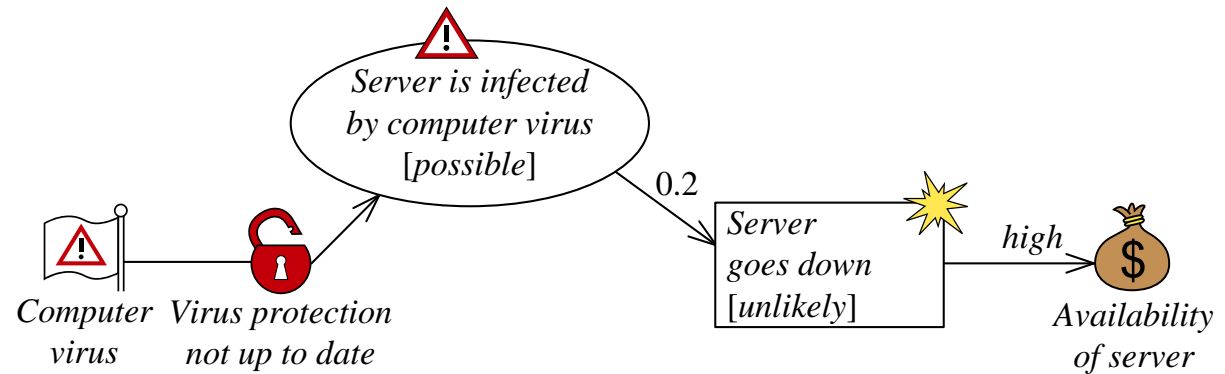 Server is infected
by computer virus
[possible]
0.2
Server
goes down
[unlikely]
high
$
Computer
virus
Virus protection
not up to date
Availability
of server